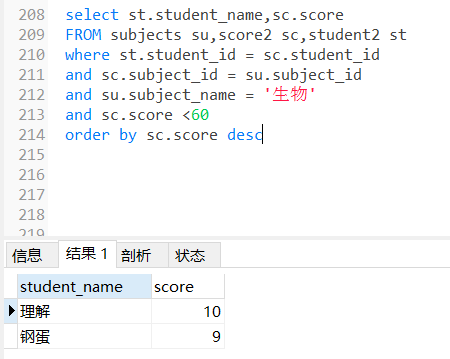 208 select st.student_name,sc.score
209 FROM subjects su,score2 sc,student2 st
210 where st.student_id = sc.student_id
211 and sc.subject_id = su.subject_id
212 and su.subject_name = '生物'
213 and sc.score <60
214 order by sc.score desc
215
216
217
218
219
信息 结果 1 剖析 状态
student_name score
理解 10
钢蛋 9